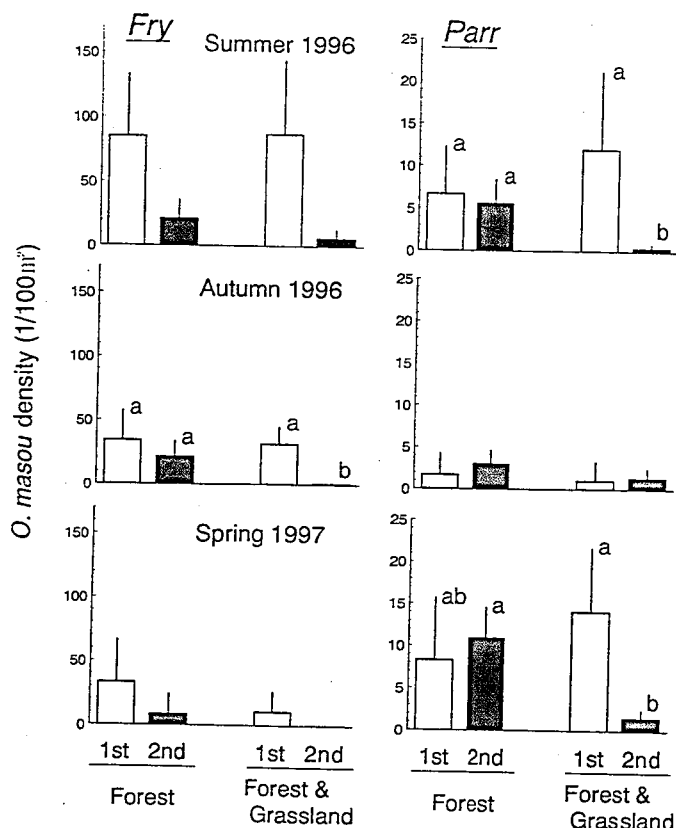 Fry
Parr
Summer 1996
150
100
50
0
25
20
15
10
5
0
a
a
a
b
O. masou density (1/100㎡)
Autumn 1996
150
100
50
0
a
a
a
b
25
20
15
10
5
0
Spring 1997
150
100
50
0
25
20
15
10
5
0
ab
a
a
b
1st 2nd 1st 2nd 1st 2nd 1st 2nd
Forest Forest & Forest Forest &
Grassland Grassland